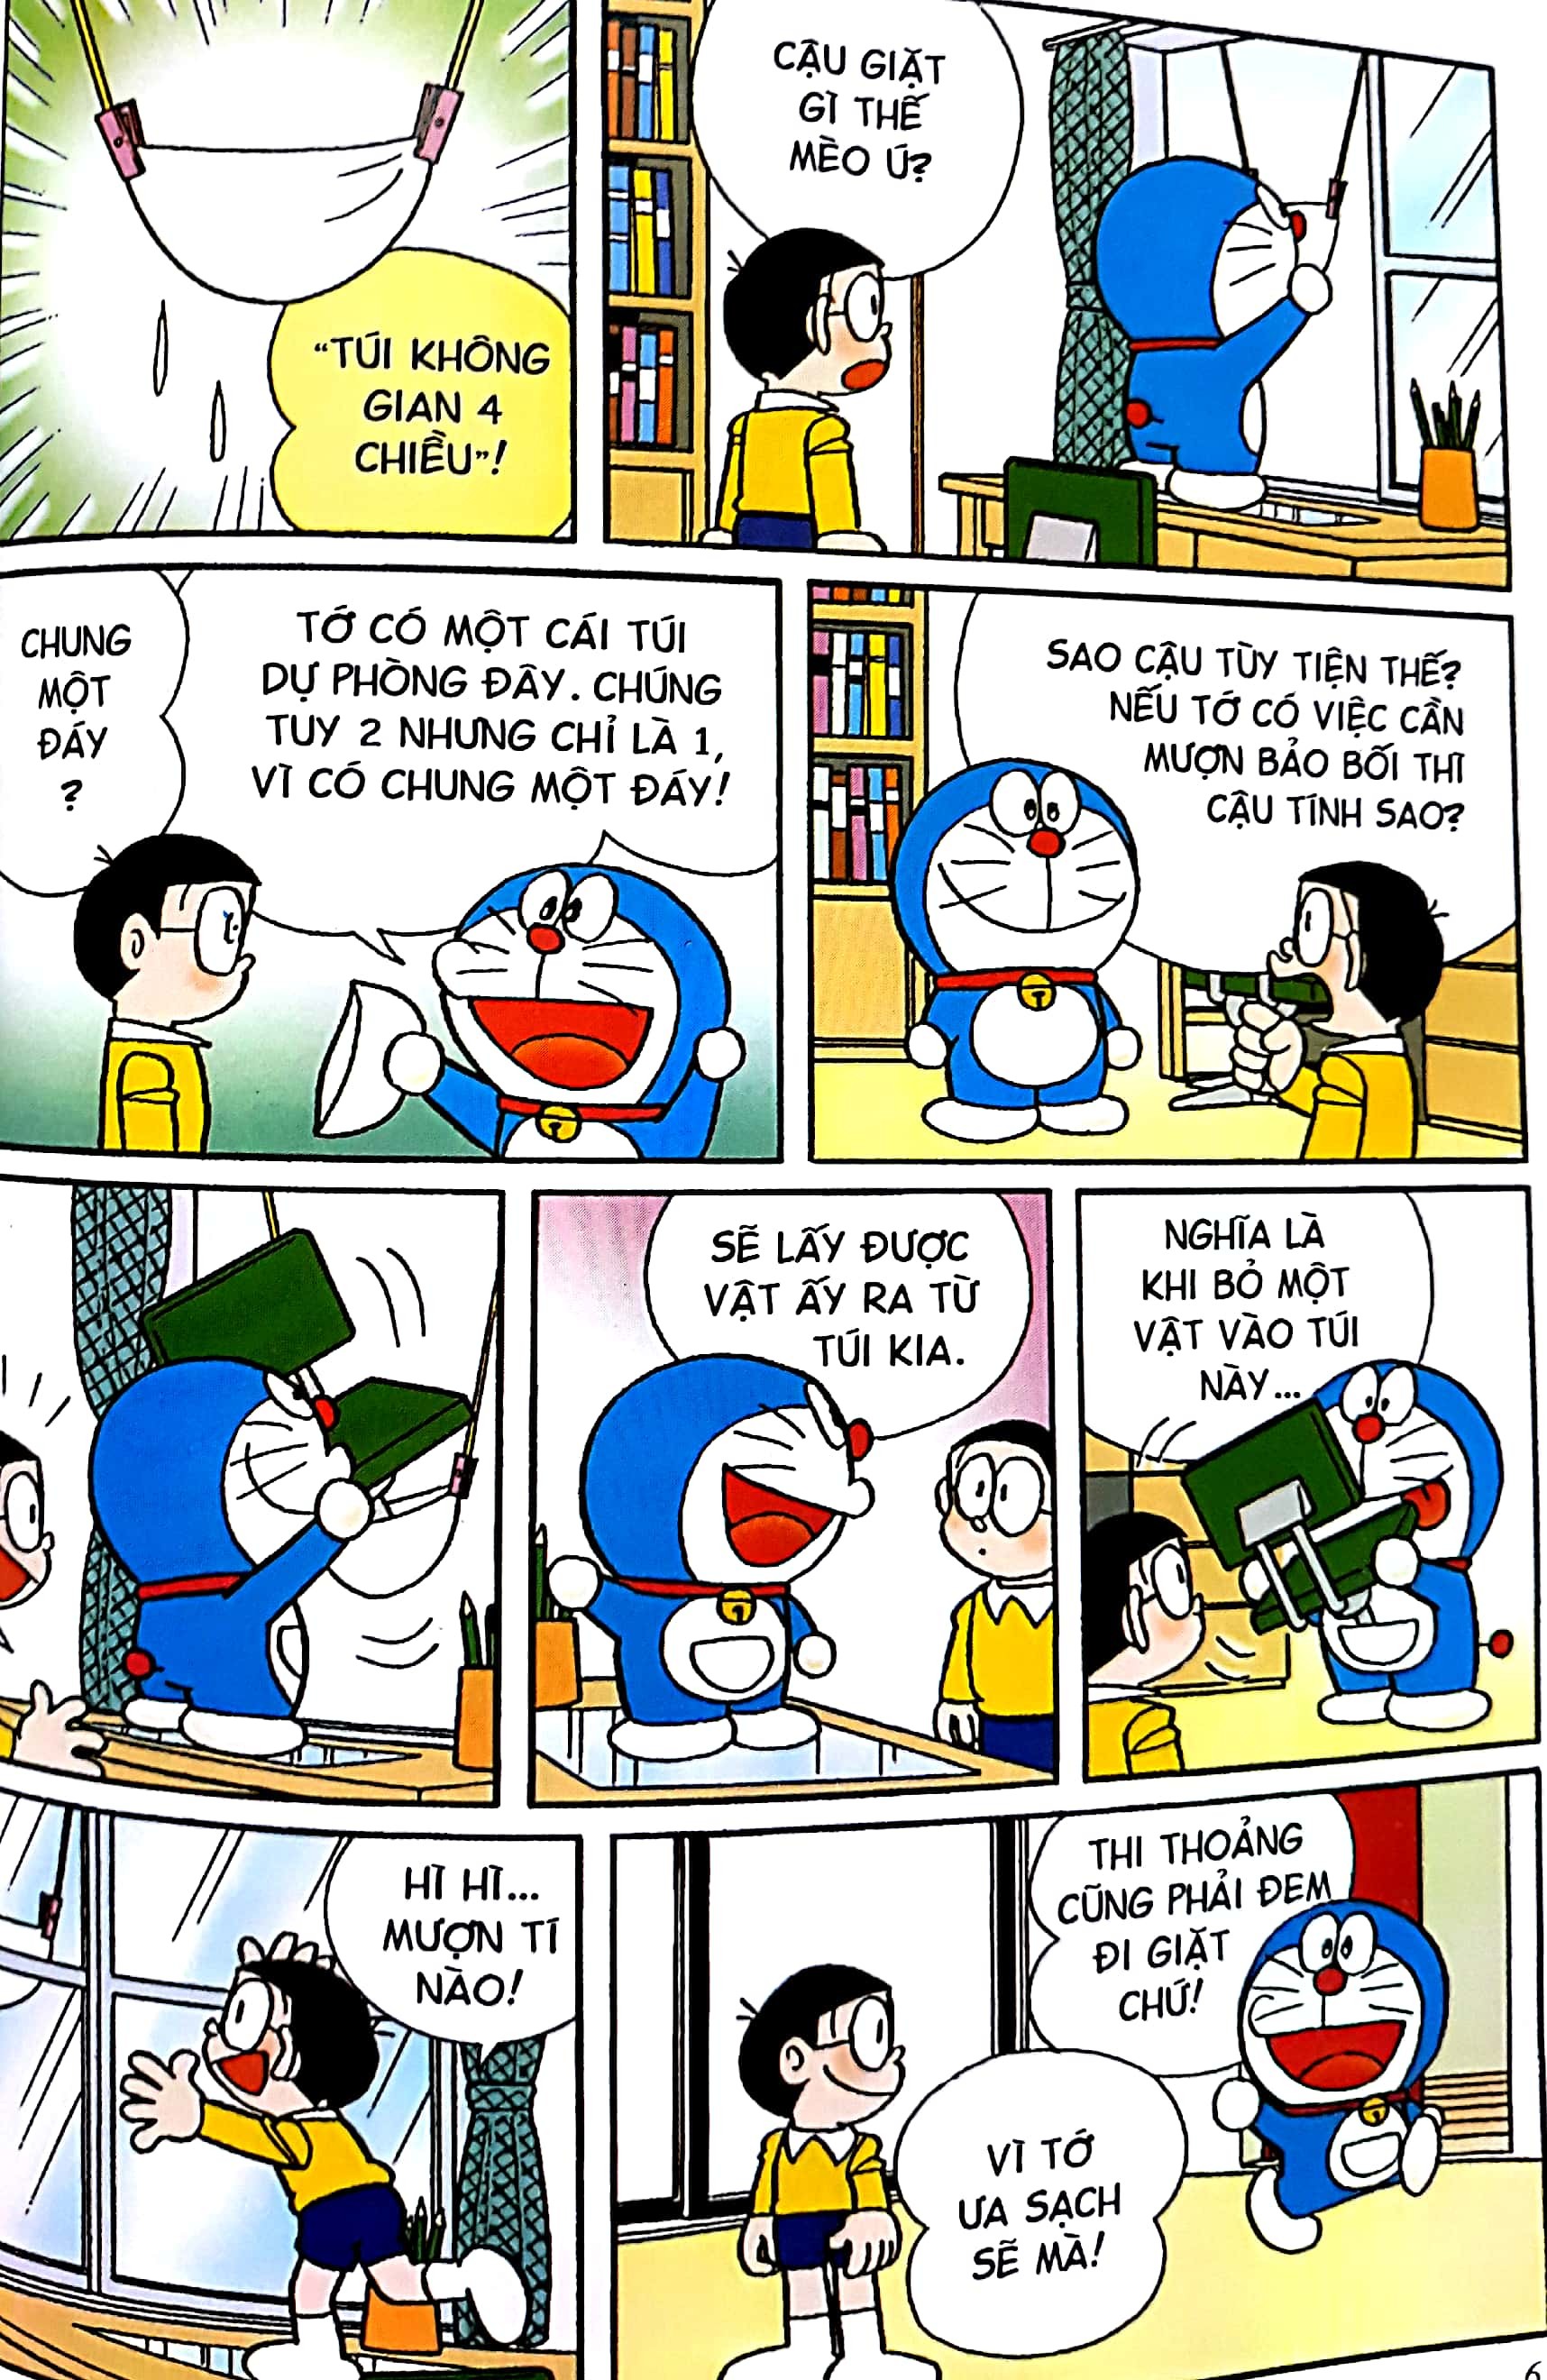 CẬU GIẶT
GÌ THẾ
MÈO Ú?
“TÚI KHÔNG
GIAN 4
CHIỀU”!
SAO CẬU TÙY TIỆN THẾ?
NẾU TỚ CÓ VIỆC CẦN
MƯỢN BẢO BỐI THÌ
CẬU TÍNH SAO?
TỚ CÓ MỘT CÁI TÚI
DỰ PHÒNG ĐÂY. CHÚNG
TUY 2 NHƯNG CHỈ LÀ 1,
VÌ CÓ CHUNG MỘT ĐÁY!
CHUNG
MỘT
ĐÁY
?
NGHĨA LÀ
KHI BỎ MỘT
VẬT VÀO TÚI
NÀY...
SẼ LẤY ĐƯỢC
VẬT ẤY RA TỪ
TÚI KIA.
THI THOẢNG
CŨNG PHẢI ĐEM
ĐI GIẶT
CHỨ!
VÌ TỚ
ƯA SẠCH
SẼ MÀ!
HÌ HÌ...
MƯỢN TÍ
NÀO!
6